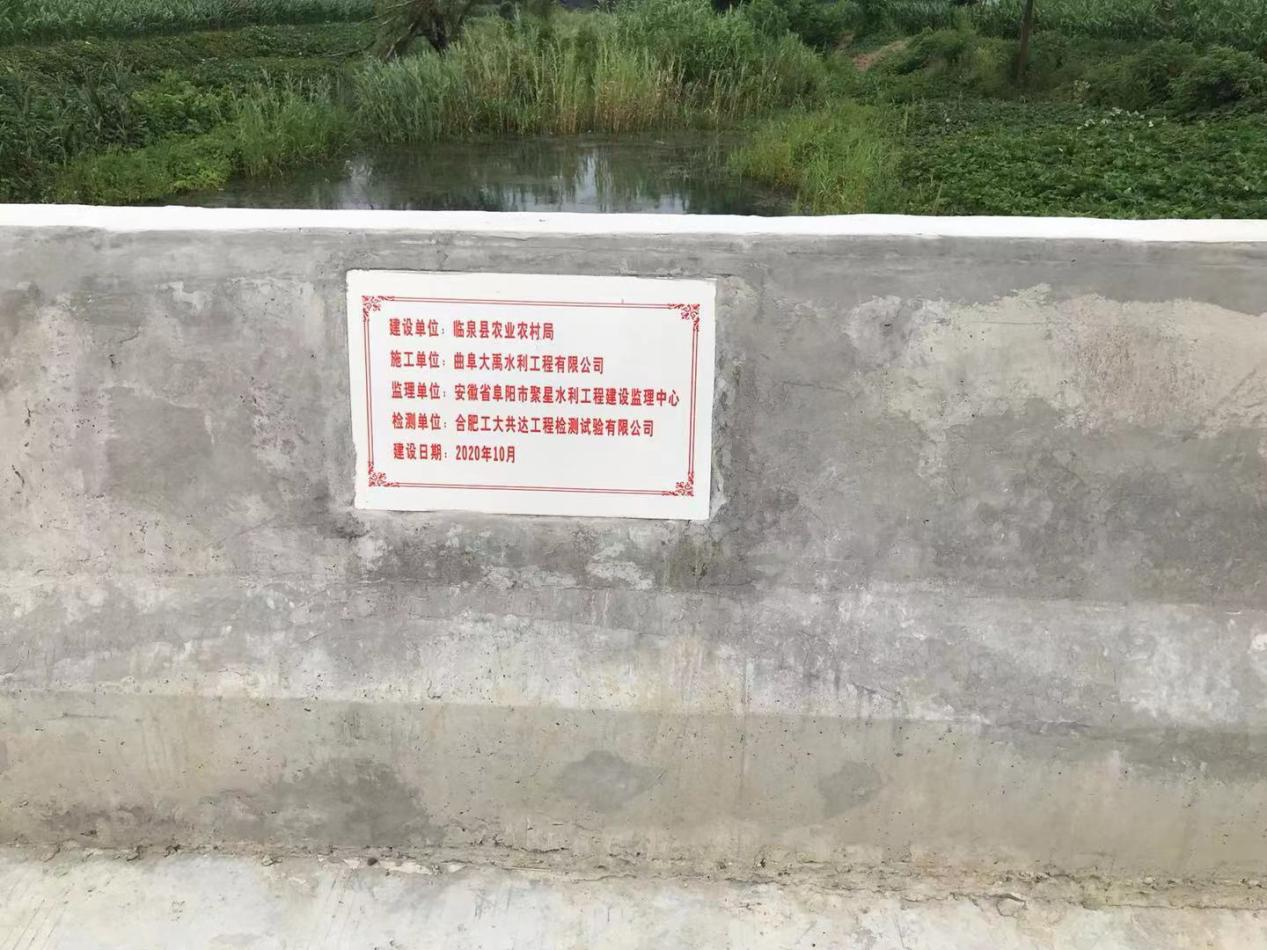 建设单位：临泉县农业农村局
施工单位：曲阜大禹水利工程有限公司
监理单位：安徽省阜阳市聚星水利工程建设监理中心
检测单位：合肥工大共达工程检测试验有限公司
建设日期：2020年10月